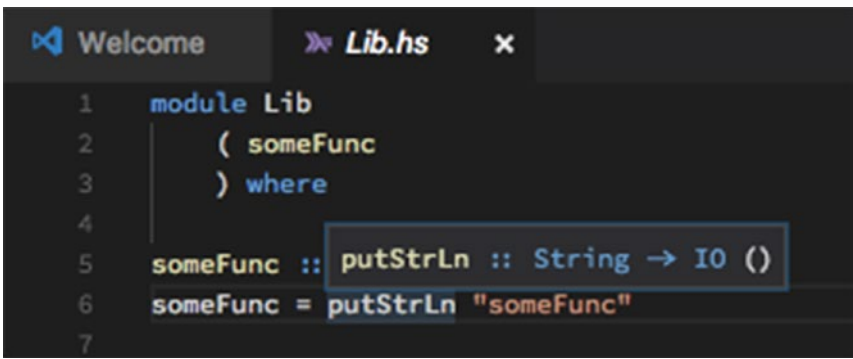 Welcome Lib.hs ×
1 module Lib
2 ( someFunc
3 ) where
4
5 someFunc :: putStrLn :: String → IO ()
6 someFunc = putStrLn "someFunc"
7